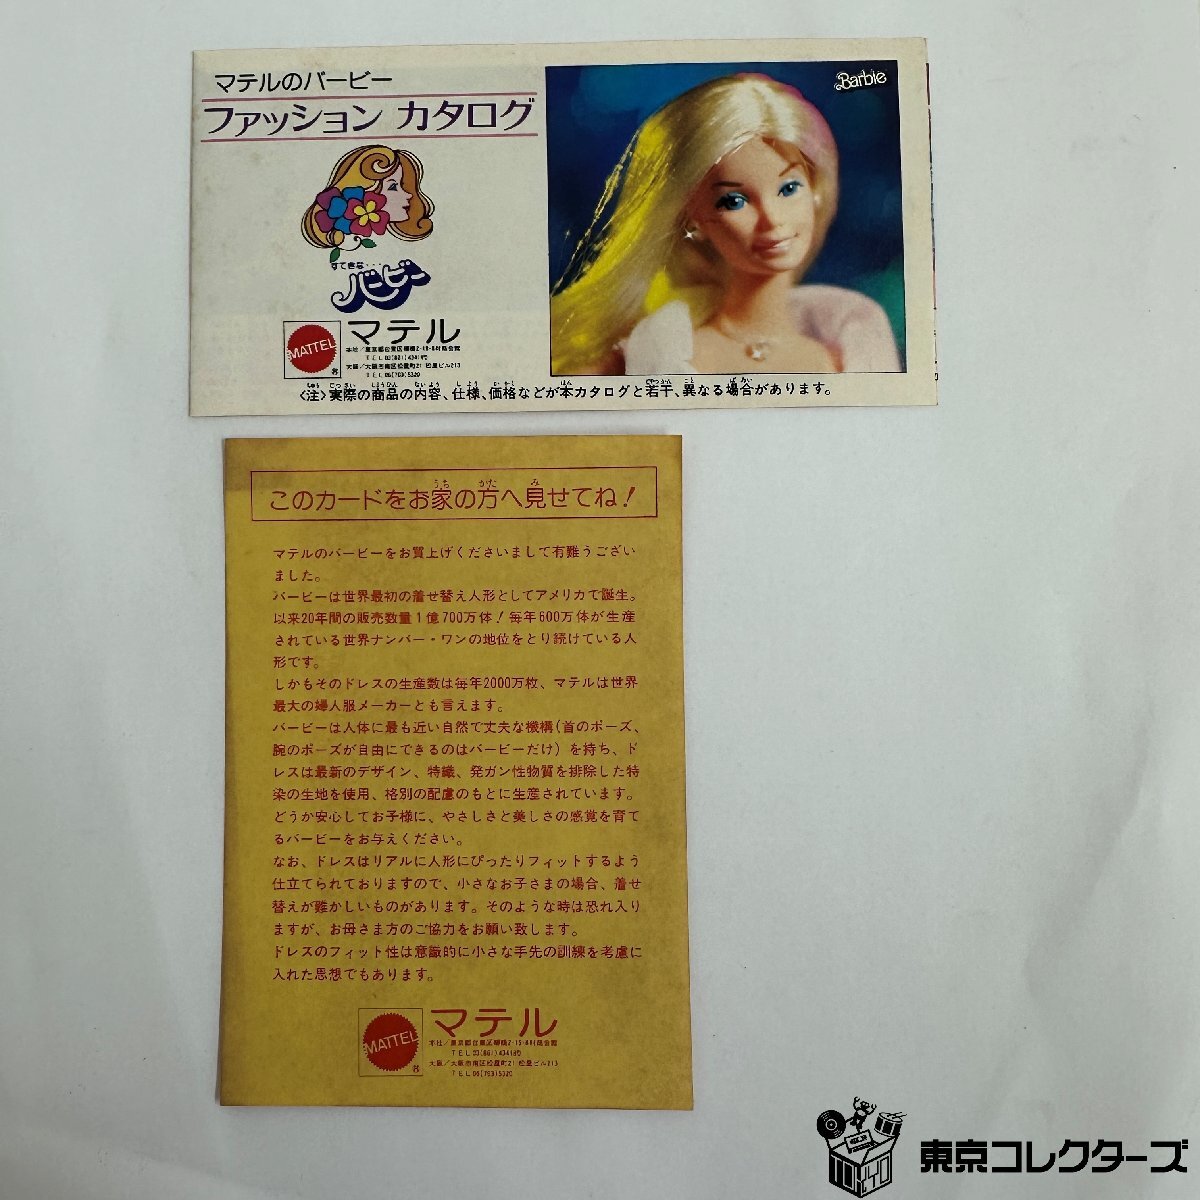 マテルのバービー
ファッション カタログ
Barbie
すてきな・・・
バービー
MATTEL
マテル
〈注〉実際の商品の内容、仕様、価格などが本カタログと若干、異なる場合があります。
このカードをお家の方へ見せてね！
マテルのバービーをお買上げくださいまして有難うござい
ました。
バービーは世界最初の着せ替え人形としてアメリカで誕生。
以来20年間の販売数量1億700万体！毎年600万体が生産
されている世界ナンバー・ワンの地位をとり続けている人
形です。
しかもそのドレスの生産数は毎年2000万枚、マテルは世界
最大の婦人服メーカーとも言えます。
バービーは人体に最も近い自然で丈夫な機構(首のポーズ、
腕のポーズが自由にできるのはバービーだけ）を持ち、ド
レスは最新のデザイン、特織、発ガン性物質を排除した特
染の生地を使用、格別の配慮のもとに生産されています。
どうか安心してお子様に、やさしさと美しさの感覚を育て
るバービーをお与えください。
なお、ドレスはリアルに人形にぴったりフィットするよう
仕立てられておりますので、小さなお子さまの場合、着せ
替えが難かしいものがあります。そのような時は恐れ入り
ますが、お母さま方のご協力をお願い致します。
ドレスのフィット性は意識的に小さな手先の訓練を考慮に
入れた思想でもあります。
MATTEL
マテル
東京コレクターズ